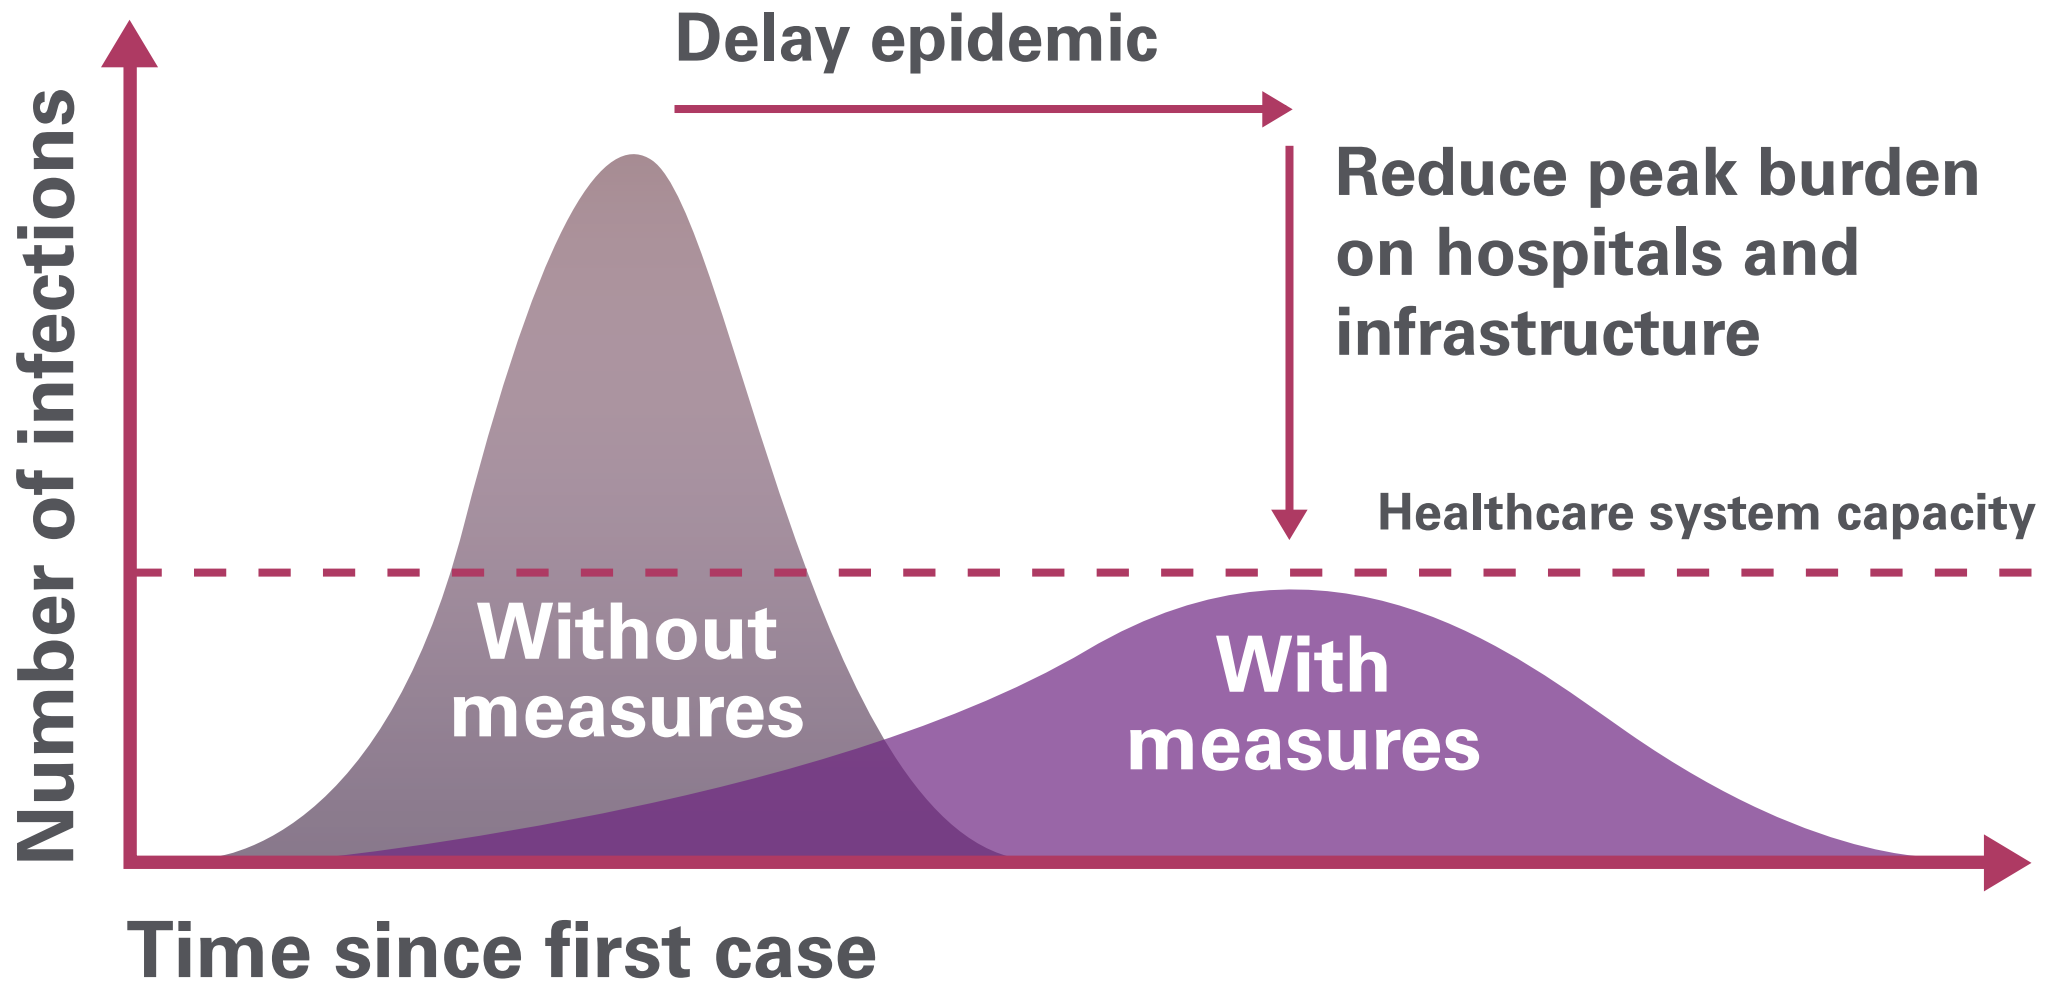 Delay epidemic
Reduce peak burden
on hospitals and
infrastructure
Number of infections
Healthcare system capacity
Without
measures
With
measures
Time since first case